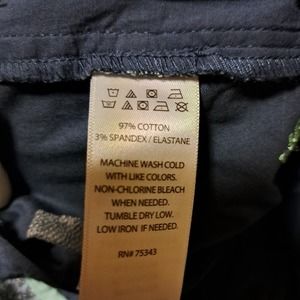 97% COTTON
3% SPANDEX / ELASTANE
MACHINE WASH COLD
WITH LIKE COLORS.
NON-CHLORINE BLEACH
WHEN NEEDED.
TUMBLE DRY LOW.
LOW IRON IF NEEDED.
RN# 75343